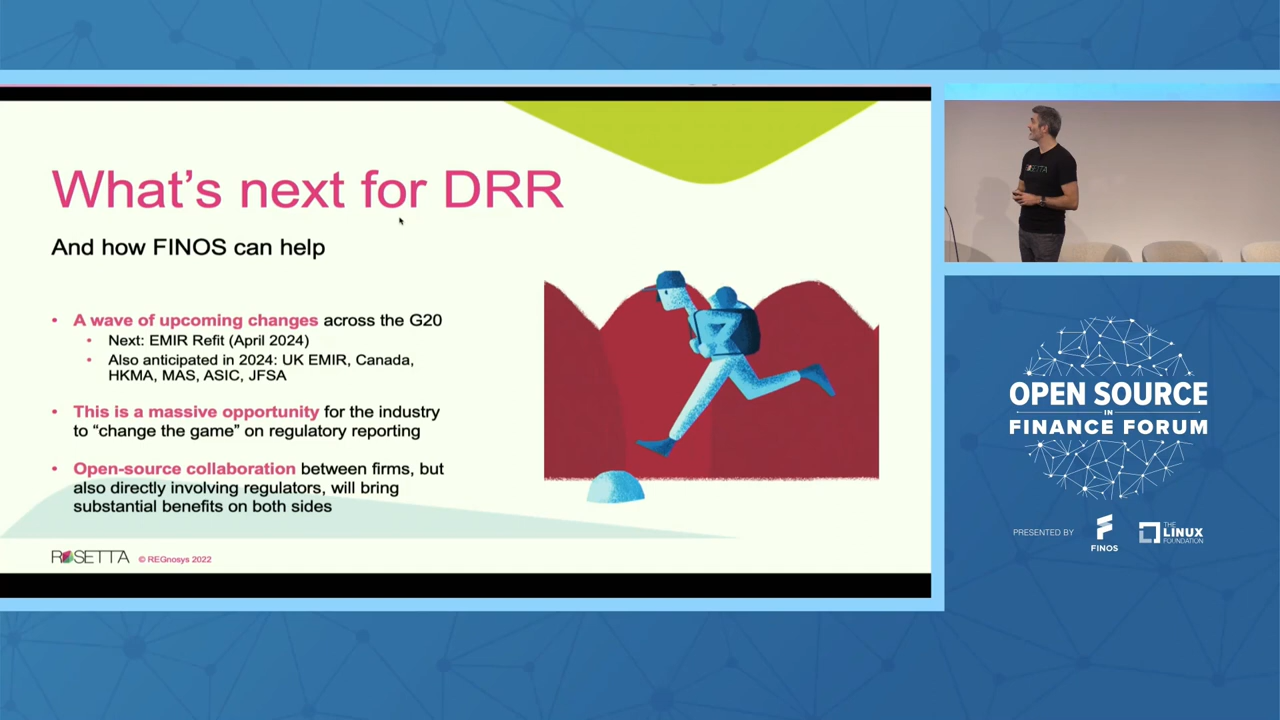 What's next for DRR
And how FINOS can help
• A wave of upcoming changes across the G20
• Next: EMIR Refit (April 2024)
• Also anticipated in 2024: UK EMIR, Canada,
HKMA, MAS, ASIC, JFSA
• This is a massive opportunity for the industry
to “change the game” on regulatory reporting
• Open-source collaboration between firms, but
also directly involving regulators, will bring
substantial benefits on both sides
ROSETTA © REGnosys 2022
ROSETTA
OPEN SOURCE
IN
FINANCE FORUM
PRESENTED BY
FINOS
THE
LINUX
FOUNDATION